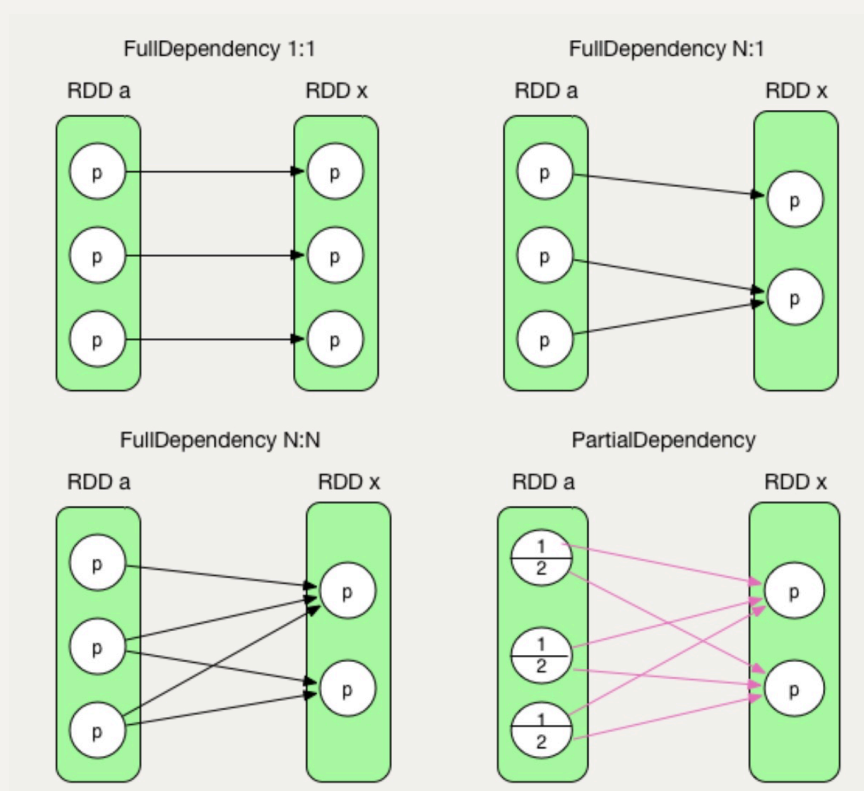 FullDependency 1:1
RDD a
RDD x
p
p
p
p
p
p
FullDependency N:1
RDD a
RDD x
p
p
p
p
p
FullDependency N:N
RDD a
RDD x
p
p
p
p
p
PartialDependency
RDD a
RDD x
1
2
1
2
1
2
p
p